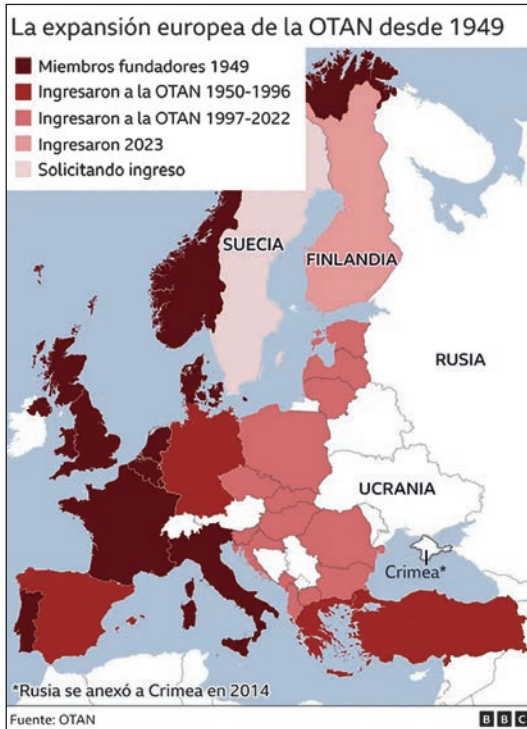 La expansión europea de la OTAN desde 1949
Miembros fundadores 1949
Ingresaron a la OTAN 1950-1996
Ingresaron a la OTAN 1997-2022
Ingresaron 2023
Solicitando ingreso
SUECIA
FINLANDIA
RUSIA
UCRANIA
Crimea*
*Rusia se anexó a Crimea en 2014
Fuente: OTAN
BBC